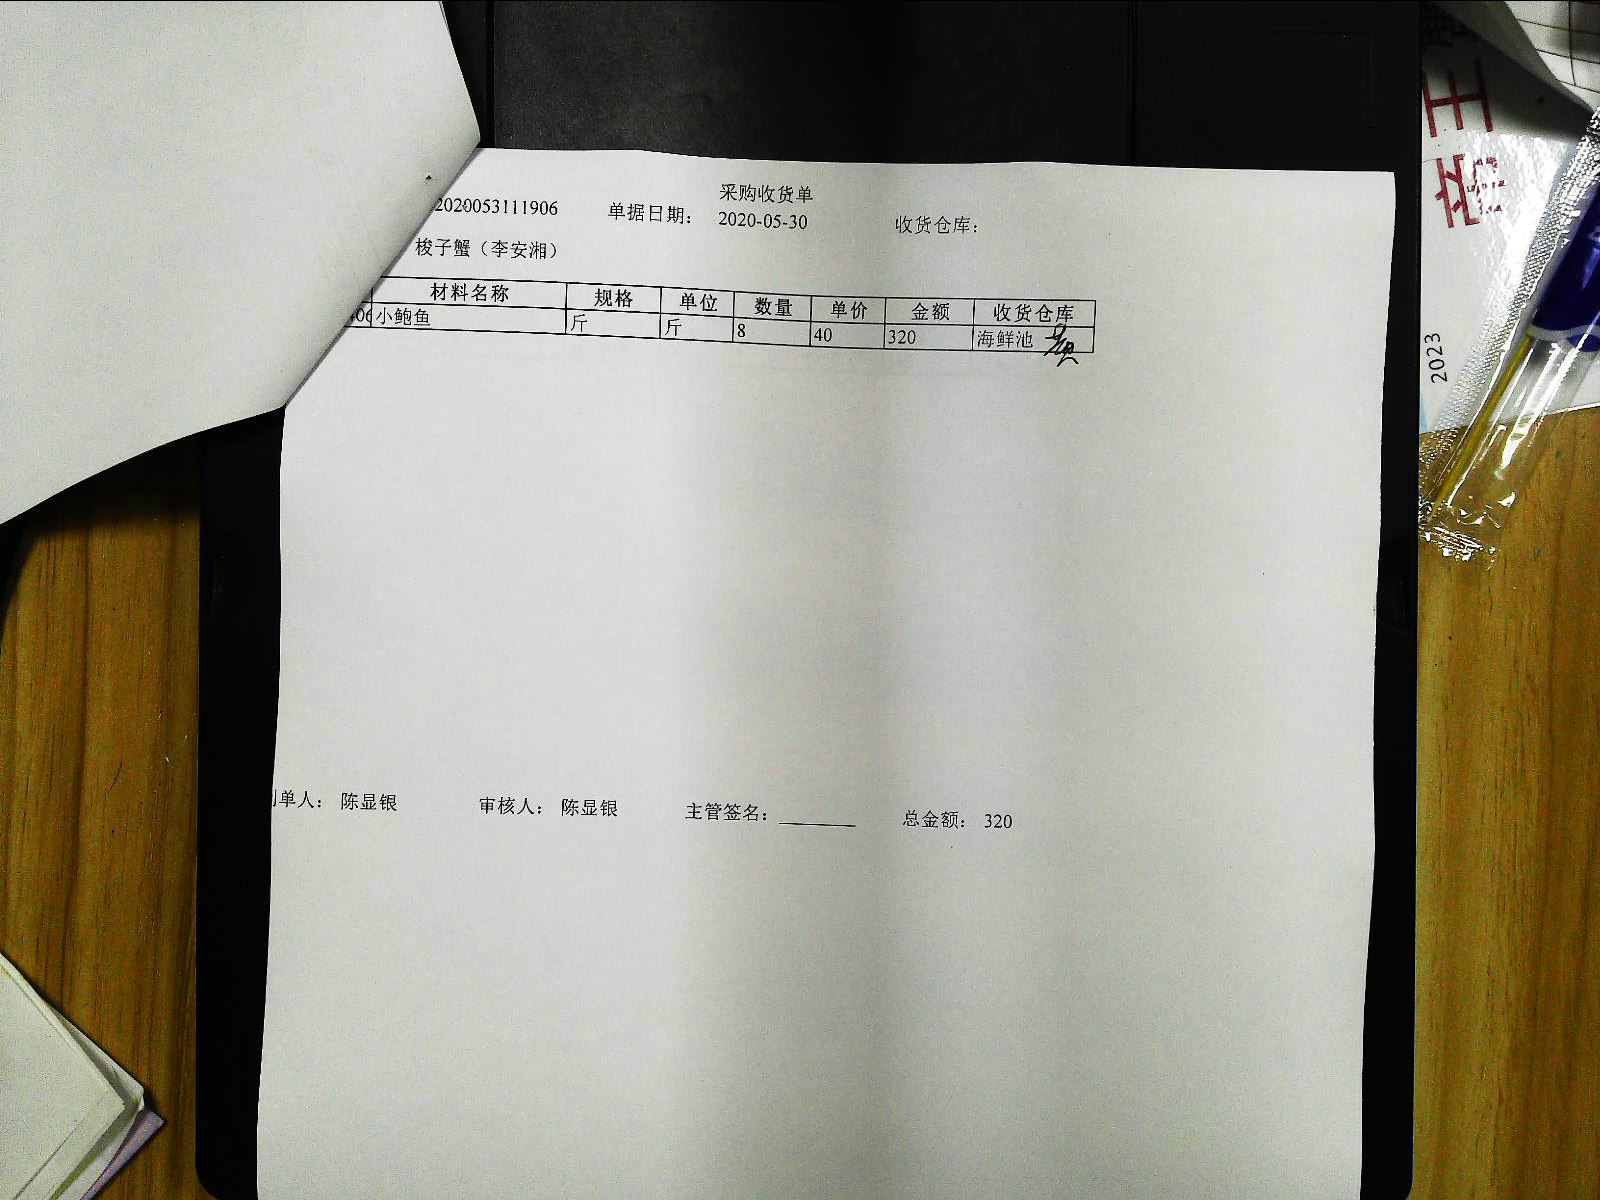 采购收货单
2020053111906 单据日期： 2020-05-30 收货仓库：
梭子蟹（李安湘）
材料名称 规格 单位 数量 单价 金额 收货仓库
小鲍鱼 斤 斤 8 40 320 海鲜池
单人： 陈显银 审核人： 陈显银 主管签名：________ 总金额： 320
帝王
2023